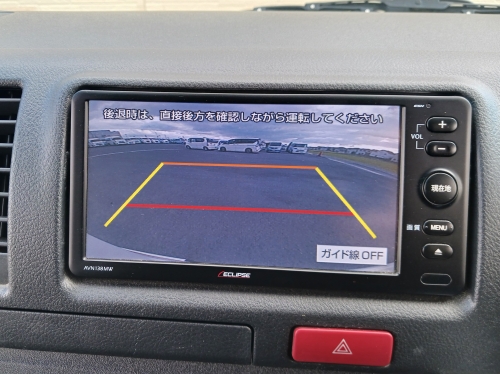 後退時は、直接後方を確認しながら運転してください
VOL
+
−
現在地
画質
MENU
ガイド線 OFF
AVN138MW
ECLIPSE